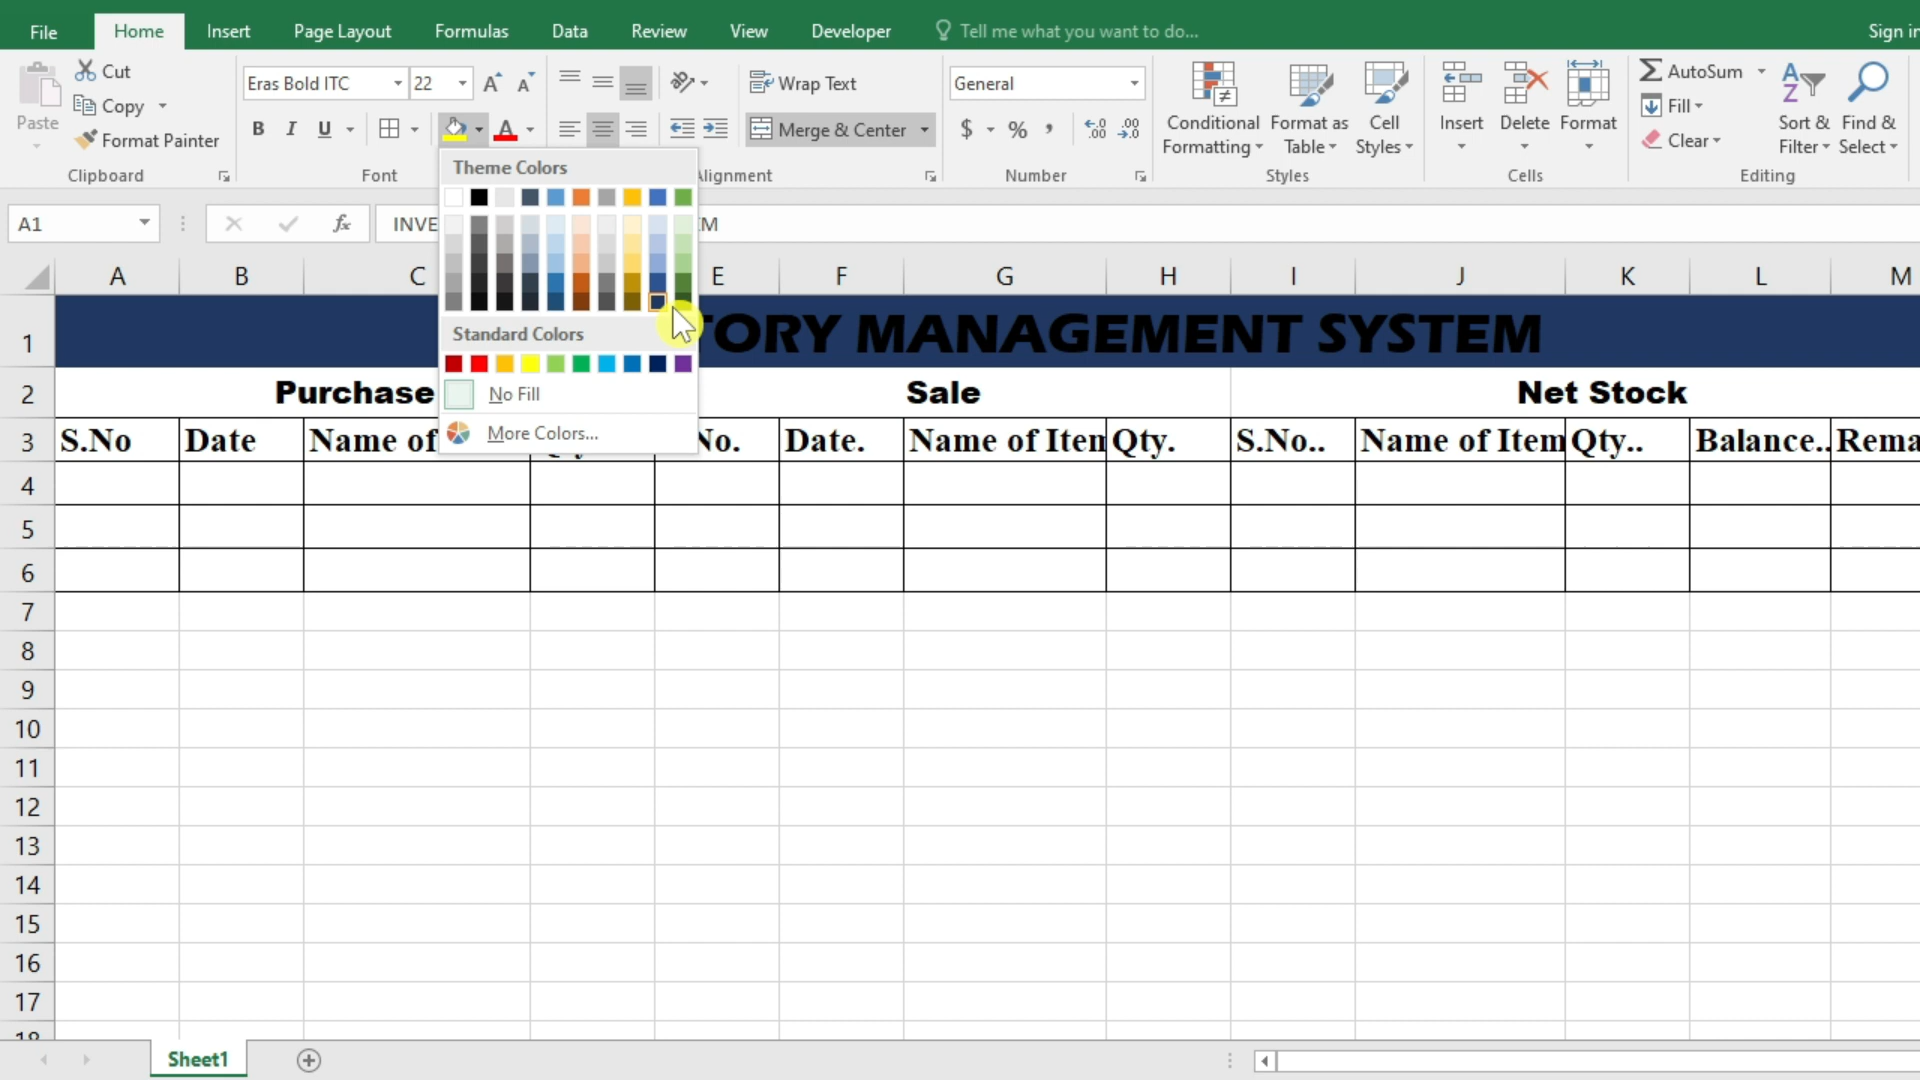 File Home Insert Page Layout Formulas Data Review View Developer Tell me what you want to do... Sign in
Paste Cut Copy Format Painter Clipboard
Eras Bold ITC 22 A A B I U A Font
Wrap Text Merge & Center Alignment
General $ % , .00 .0 .00 Number
Conditional Formatting Format as Table Cell Styles Styles
Insert Delete Format Cells
AutoSum Fill Clear Sort & Filter Find & Select Editing
A1 fx INVE M
Theme Colors
Standard Colors
No Fill
More Colors...
A B C E F G H I J K L M
1 TORY MANAGEMENT SYSTEM
2 Purchase Sale Net Stock
3 S.No Date Name of No. Date. Name of Item Qty. S.No.. Name of Item Qty.. Balance.. Rema
4
5
6
7
8
9
10
11
12
13
14
15
16
17
18
Sheet1